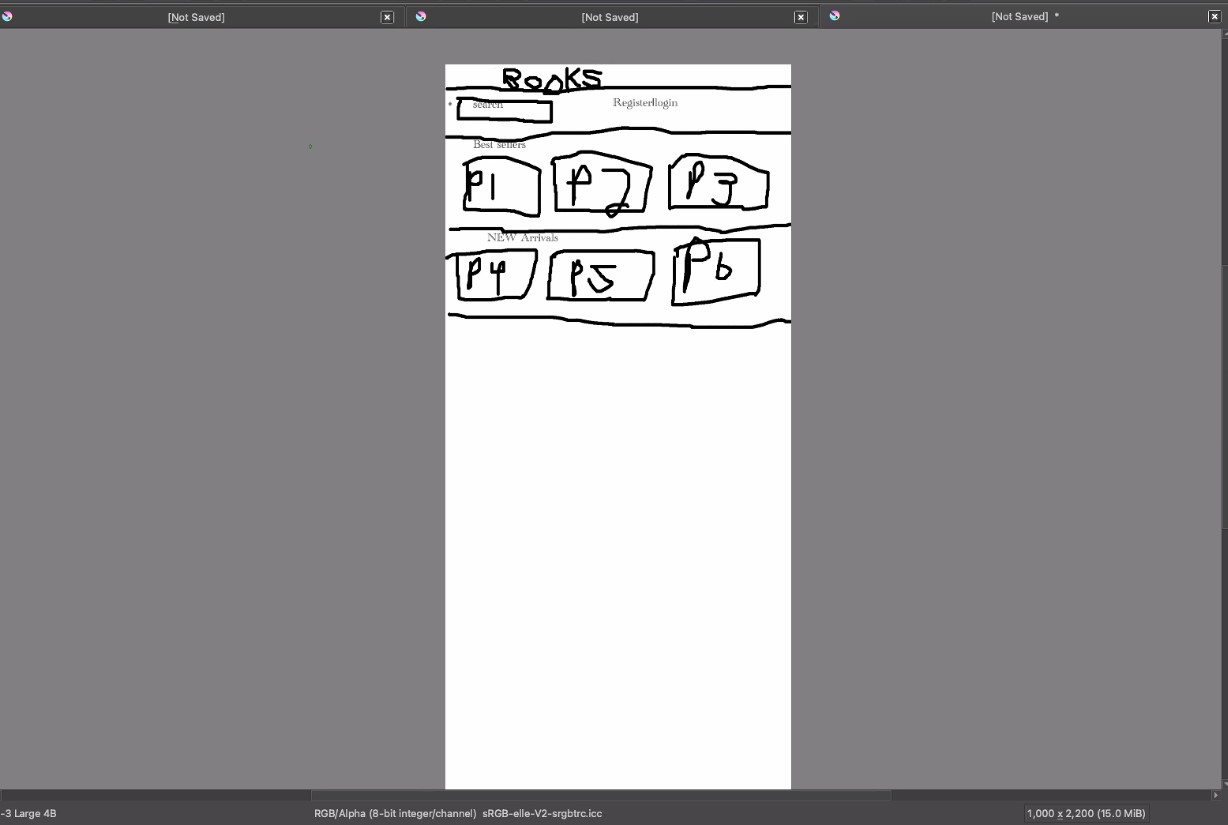 [Not Saved] [Not Saved] [Not Saved] *
BOOKS
search Register|login
Best sellers
P1 P2 P3
NEW Arrivals
P4 P5 P6
-3 Large 4B RGB/Alpha (8-bit integer/channel) sRGB-elle-V2-srgbtrc.icc 1,000 x 2,200 (15.0 MiB)